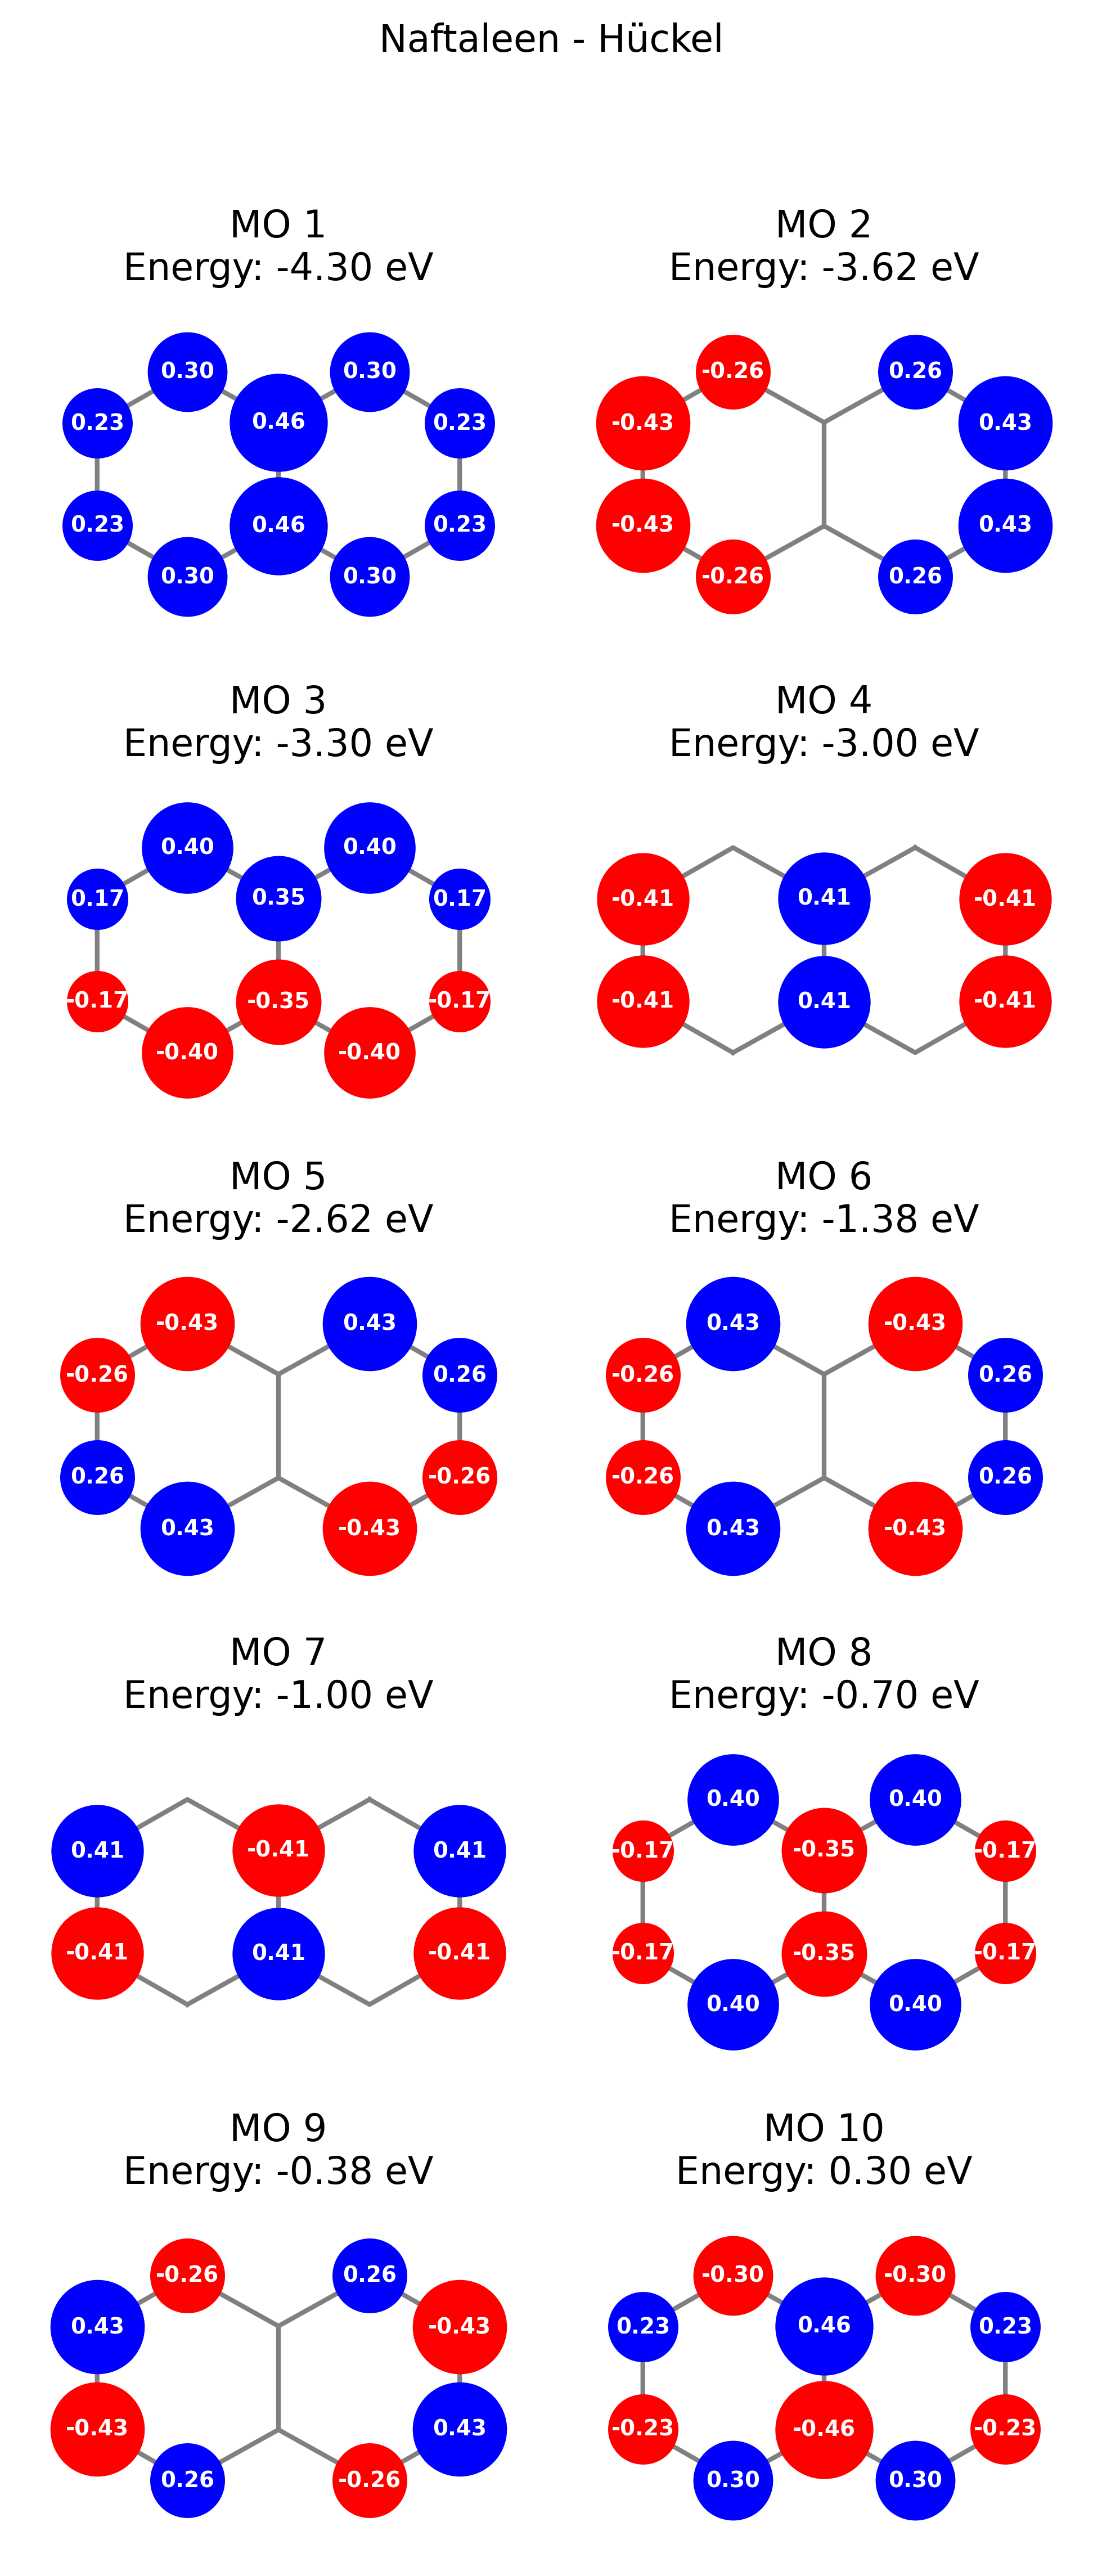 Naftaleen - Hückel
MO 1
Energy: -4.30 eV
0.30 0.30
0.23 0.46 0.23
0.23 0.46 0.23
0.30 0.30
MO 2
Energy: -3.62 eV
-0.26 0.26
-0.43 0.43
-0.43 0.43
-0.26 0.26
MO 3
Energy: -3.30 eV
0.40 0.40
0.17 0.35 0.17
-0.17 -0.35 -0.17
-0.40 -0.40
MO 4
Energy: -3.00 eV
-0.41 0.41 -0.41
-0.41 0.41 -0.41
MO 5
Energy: -2.62 eV
-0.43 0.43
-0.26 0.26
0.26 -0.26
0.43 -0.43
MO 6
Energy: -1.38 eV
0.43 -0.43
-0.26 0.26
-0.26 0.26
0.43 -0.43
MO 7
Energy: -1.00 eV
0.41 -0.41 0.41
-0.41 0.41 -0.41
MO 8
Energy: -0.70 eV
0.40 0.40
-0.17 -0.35 -0.17
-0.17 -0.35 -0.17
0.40 0.40
MO 9
Energy: -0.38 eV
-0.26 0.26
0.43 -0.43
-0.43 0.43
0.26 -0.26
MO 10
Energy: 0.30 eV
-0.30 -0.30
0.23 0.46 0.23
-0.23 -0.46 -0.23
0.30 0.30